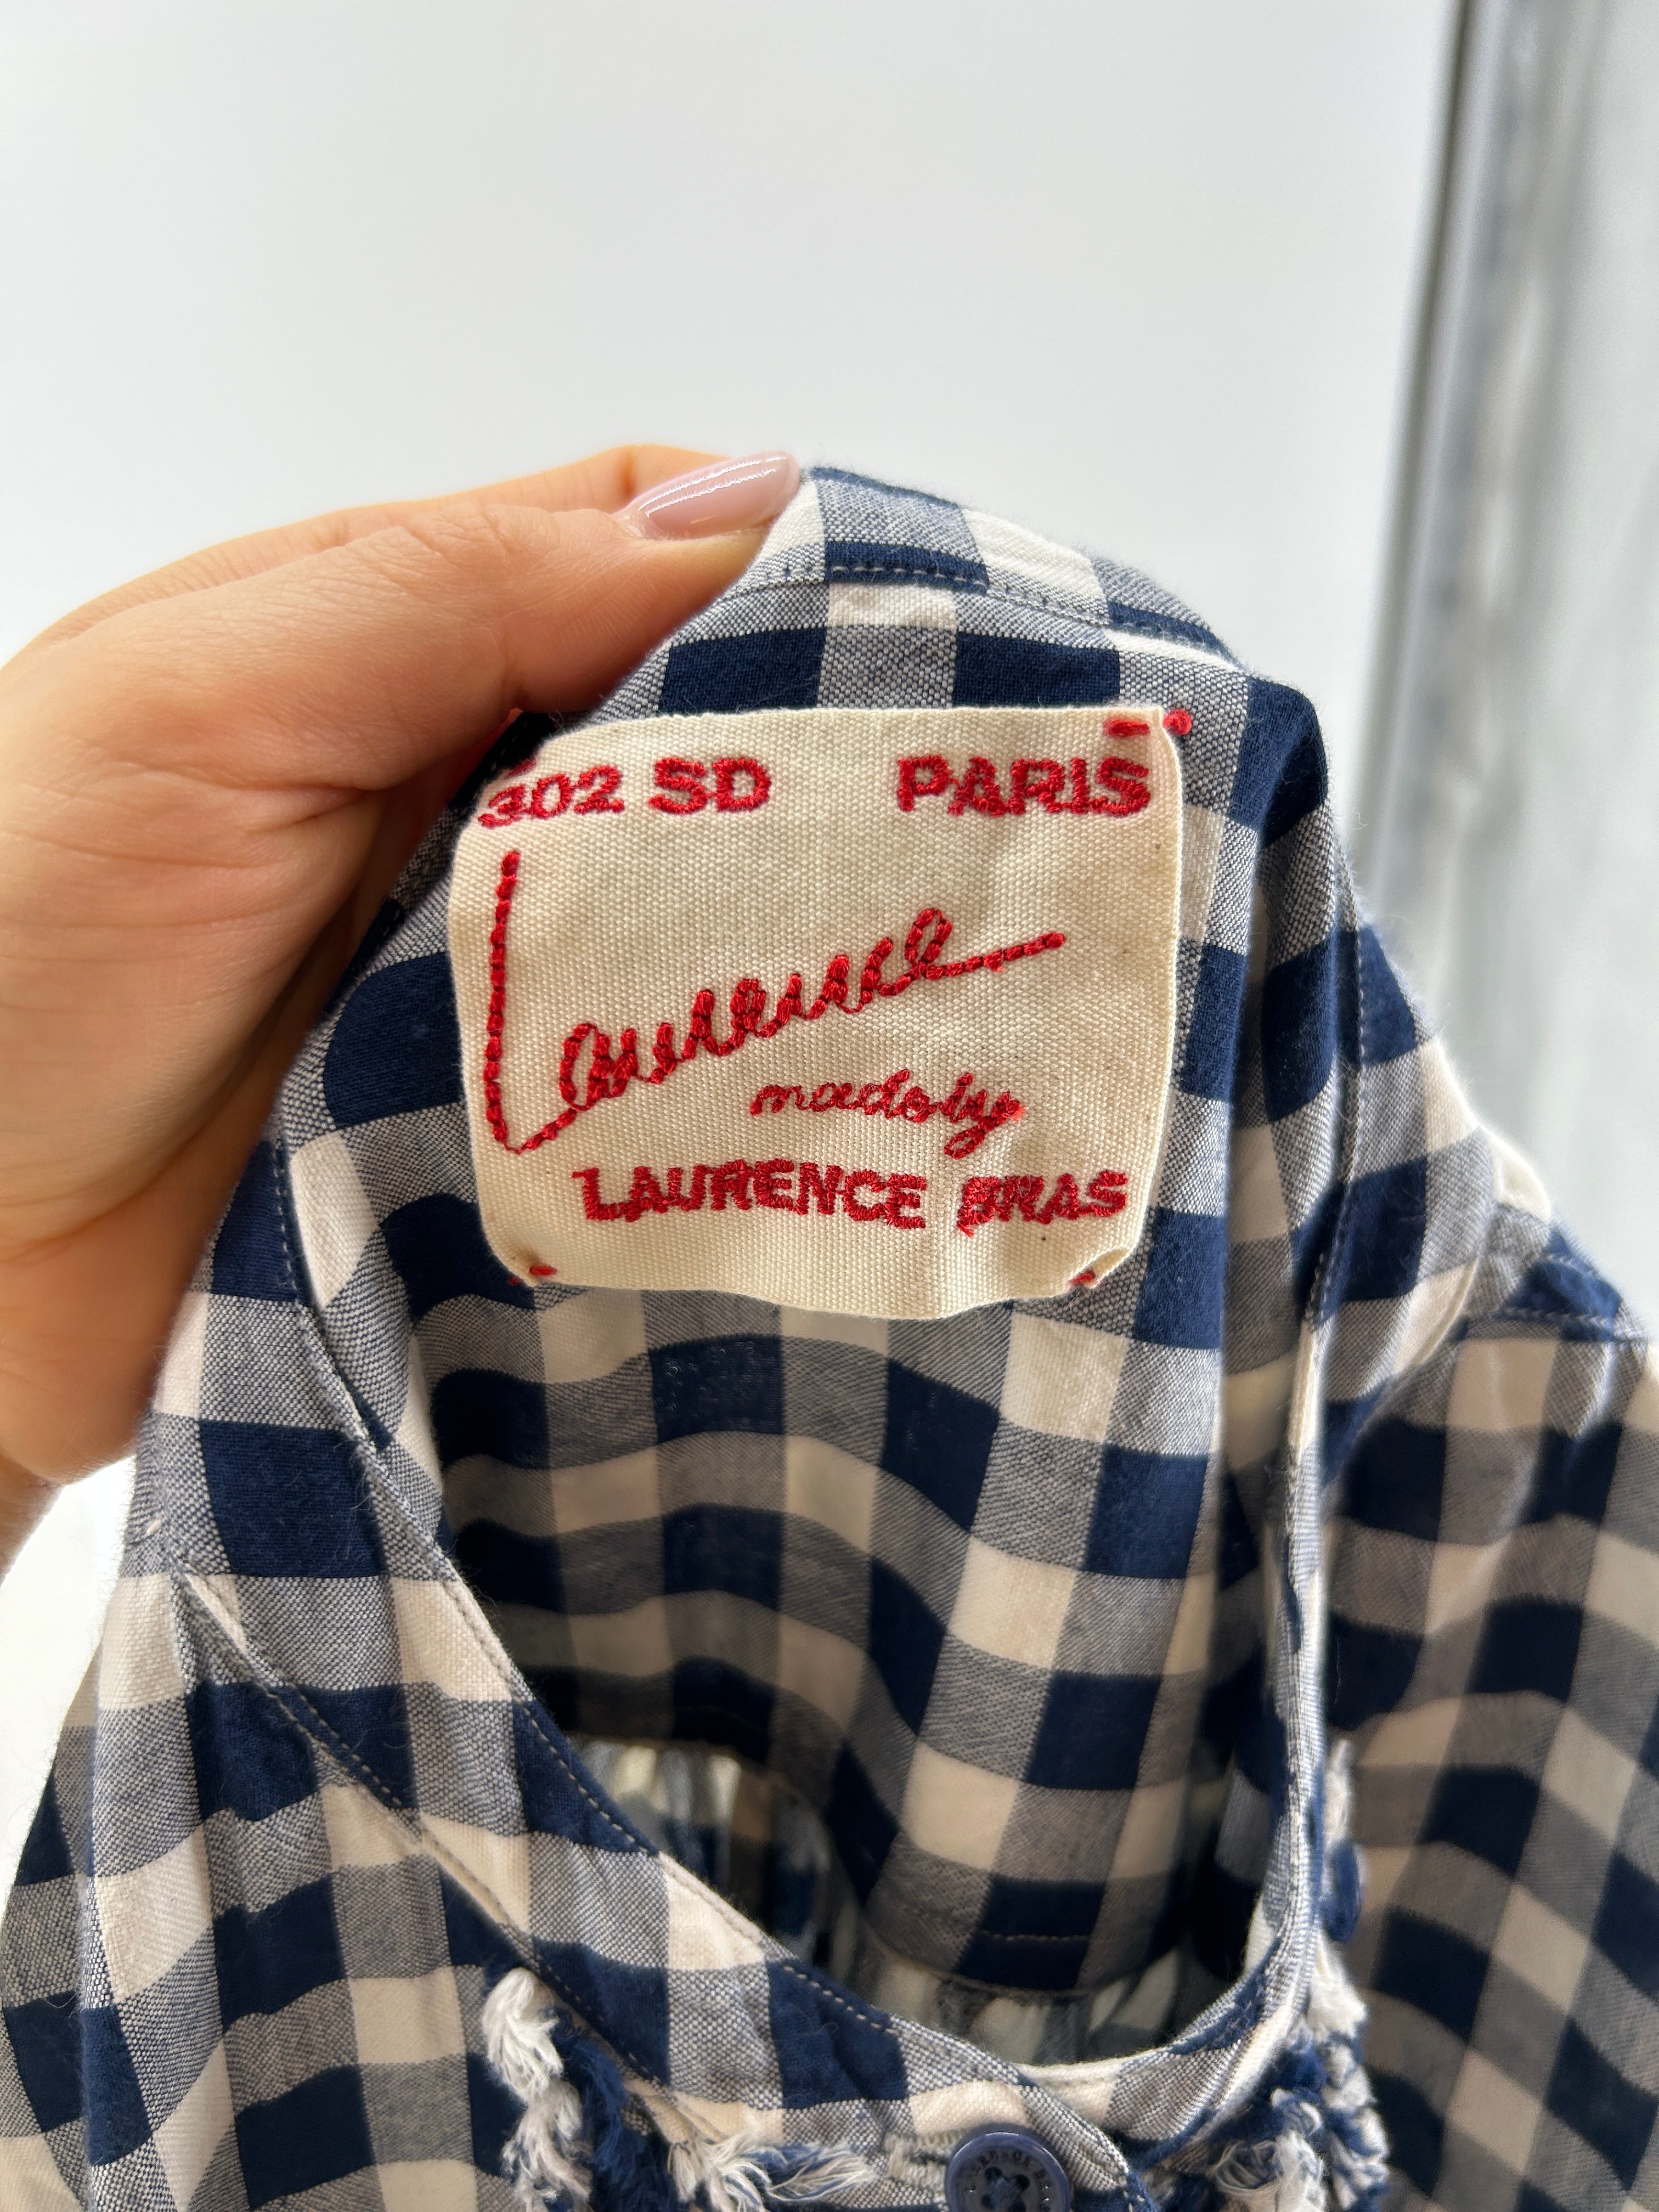 302 SD PARIS
Laurence
made by
LAURENCE BRAS